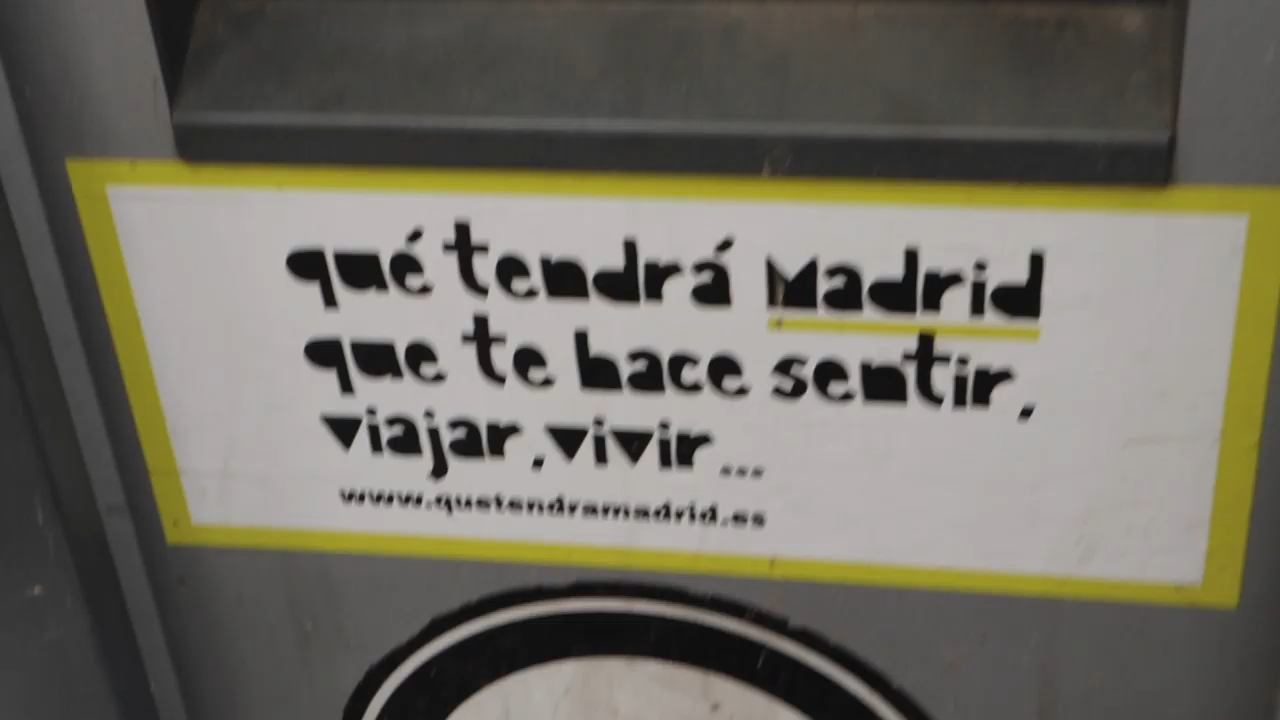 qué tendrá Madrid
que te hace sentir,
viajar, vivir...
www.quetendramadrid.es